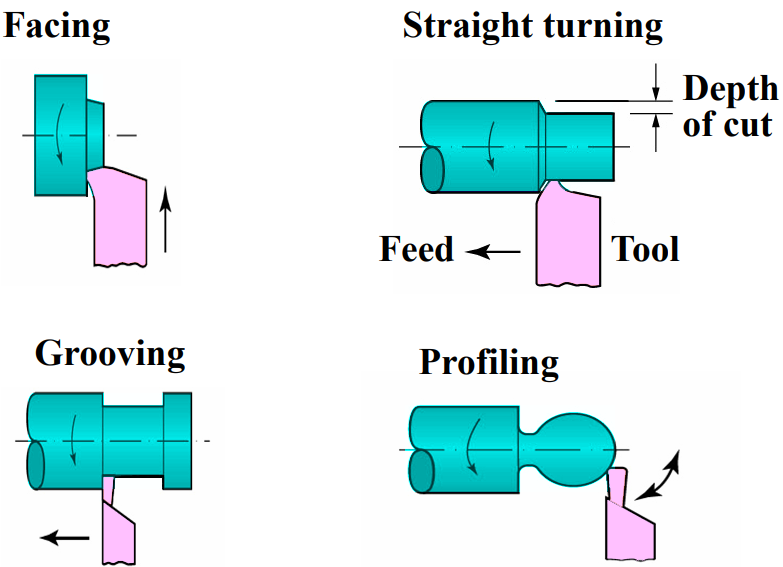 Facing
Straight turning
Depth
of cut
Feed
Tool
Grooving
Profiling